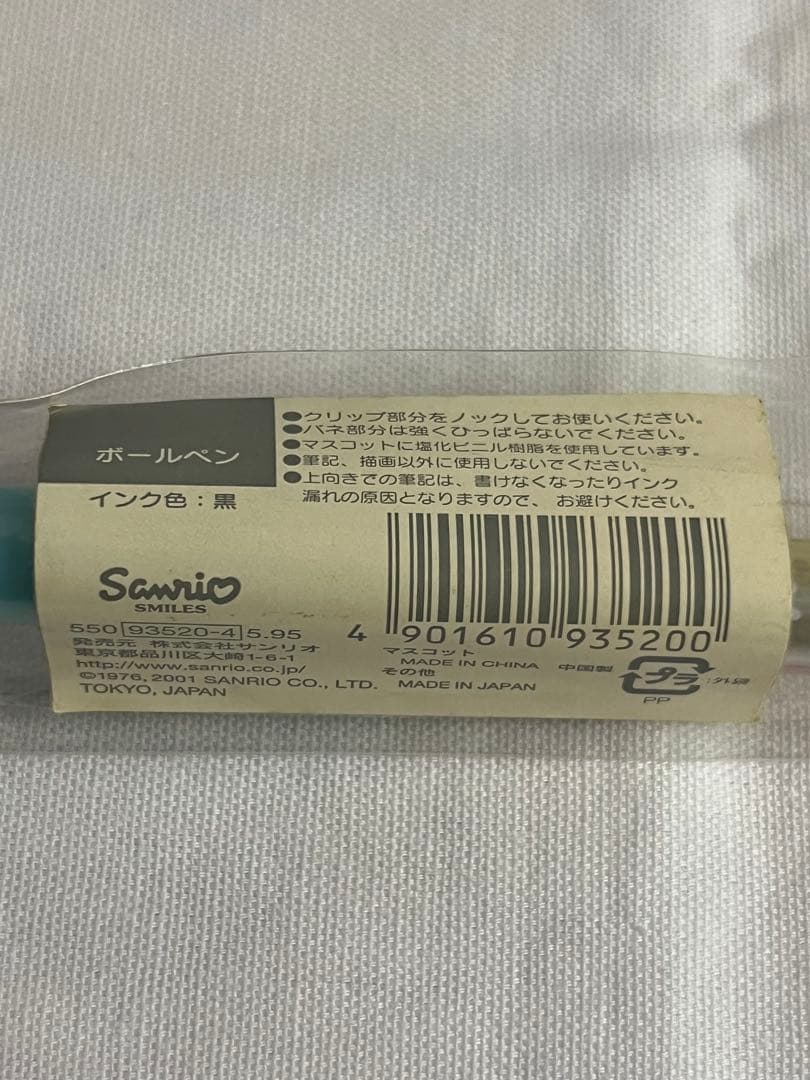 ボールペン
インク色：黒
●クリップ部分をノックしてお使いください。
●バネ部分は強くひっぱらないでください。
●マスコットに塩化ビニル樹脂を使用しています。
●筆記、描画以外に使用しないでください。
●上向きでの筆記は、書けなくなったりインク
漏れの原因となりますので、お避けください。
Sanrio
SMILES
550 93520-4 5.95
発売元 株式会社サンリオ
東京都品川区大崎1-6-1
http://www.sanrio.co.jp/
©1976, 2001 SANRIO CO., LTD.
TOKYO, JAPAN
4 901610 935200
マスコット
MADE IN CHINA 中国製
その他
MADE IN JAPAN
プラ :外袋
PP